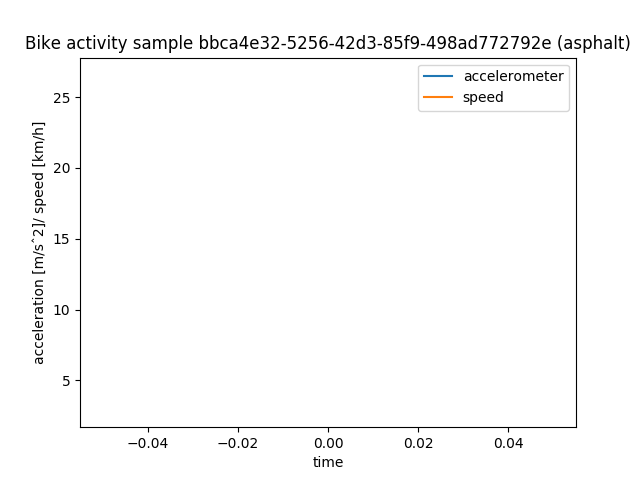 Bike activity sample bbca4e32-5256-42d3-85f9-498ad772792e (asphalt)
accelerometer
speed
acceleration [m/sˆ2]/ speed [km/h]
25
20
15
10
5
−0.04 −0.02 0.00 0.02 0.04
time